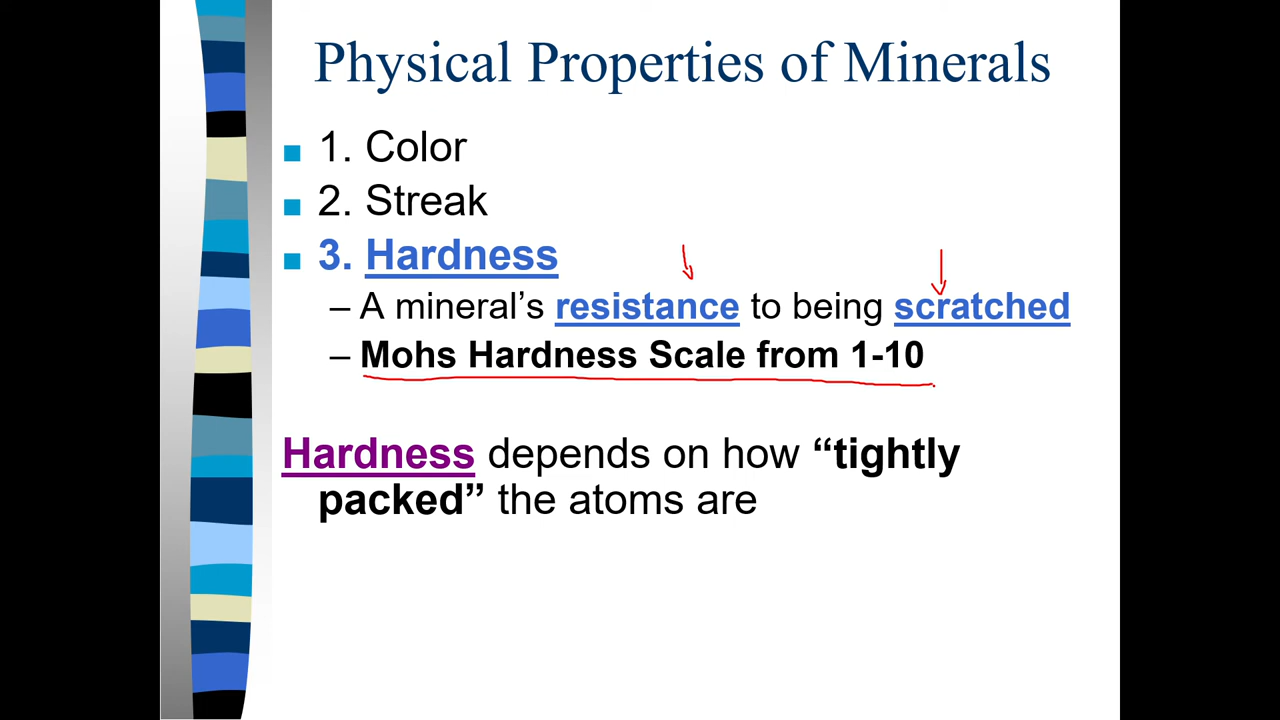 Physical Properties of Minerals
1. Color
2. Streak
3. Hardness
– A mineral’s resistance to being scratched
– Mohs Hardness Scale from 1-10
Hardness depends on how “tightly
packed” the atoms are